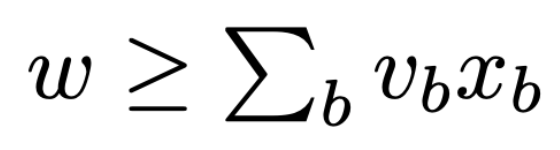 w ≥ ∑_b v_b x_b